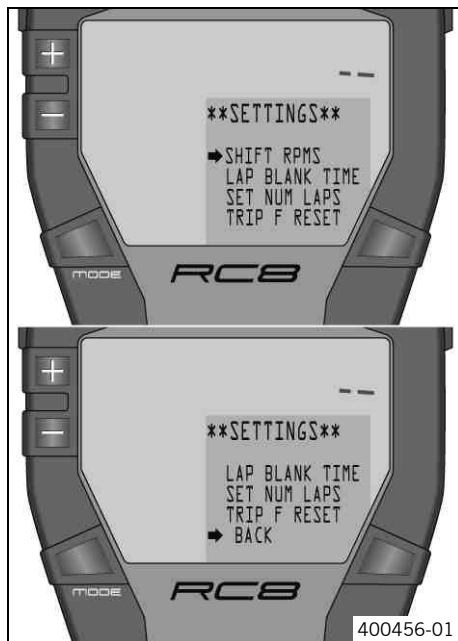 +
--
-
**SETTINGS**
➡SHIFT RPMS
LAP BLANK TIME
SET NUM LAPS
TRIP F RESET
MODE
RC8
+
--
-
**SETTINGS**
LAP BLANK TIME
SET NUM LAPS
TRIP F RESET
➡ BACK
MODE
RC8
400456-01